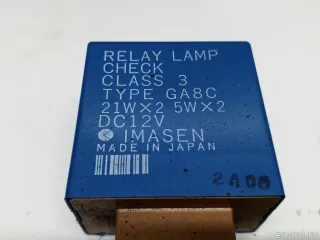 RELAY LAMP
CHECK
CLASS 3
TYPE GA8C
21W×2 5W×2
DC12V
IMASEN
MADE IN JAPAN
2408